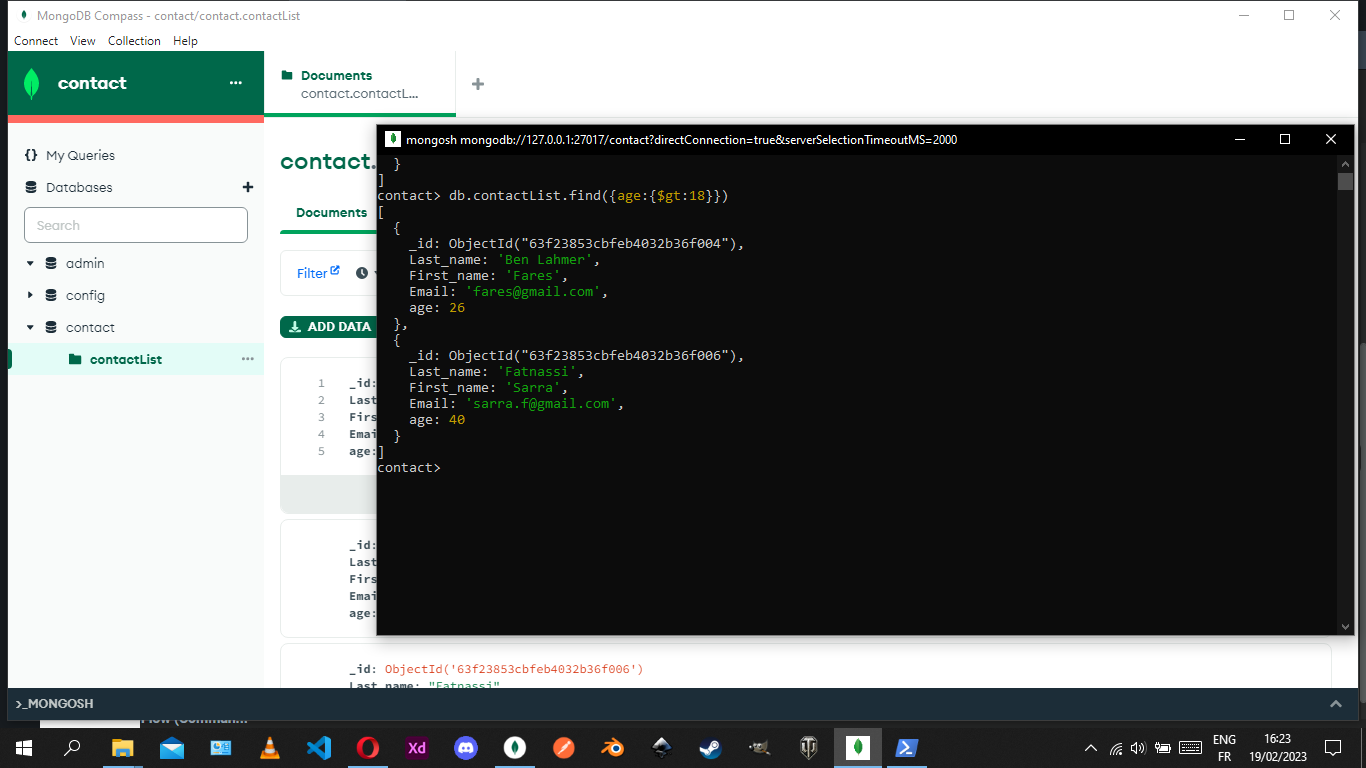 MongoDB Compass - contact/contact.contactList
Connect View Collection Help
contact
Documents
contact.contactL...
My Queries
Databases
Search
admin
config
contact
contactList
contact.
Documents
Filter
ADD DATA
1 _id:
2 Last
3 Firs
4 Emai
5 age:
_id:
Last
Firs
Emai
age:
_id: ObjectId('63f23853cbfeb4032b36f006')
Last_name: "Fatnassi"
mongosh mongodb://127.0.0.1:27017/contact?directConnection=true&serverSelectionTimeoutMS=2000
}
]
contact> db.contactList.find({age:{$gt:18}})
[
{
_id: ObjectId("63f23853cbfeb4032b36f004"),
Last_name: 'Ben Lahmer',
First_name: 'Fares',
Email: 'fares@gmail.com',
age: 26
},
{
_id: ObjectId("63f23853cbfeb4032b36f006"),
Last_name: 'Fatnassi',
First_name: 'Sarra',
Email: 'sarra.f@gmail.com',
age: 40
}
]
contact>
>_MONGOSH
Xd
ENG
FR
16:23
19/02/2023